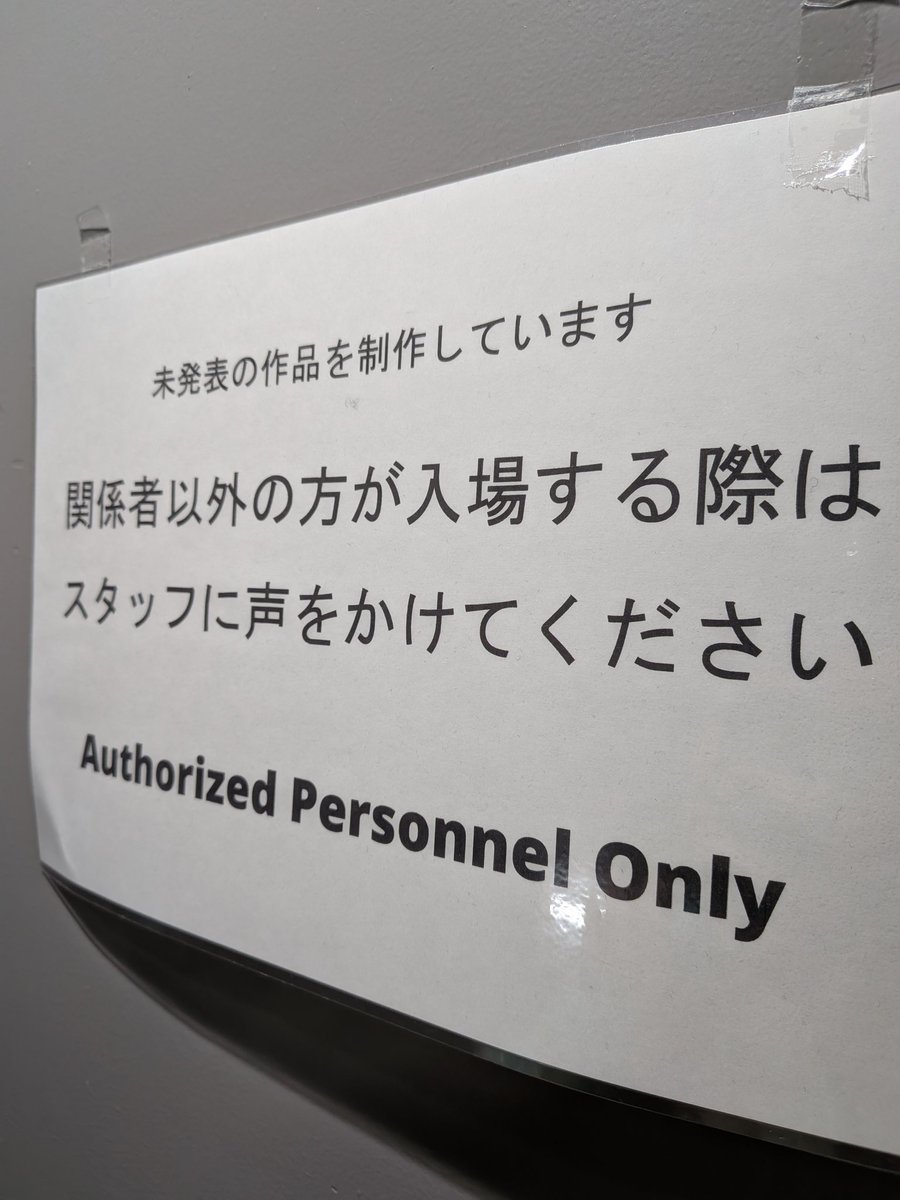 未発表の作品を制作しています
関係者以外の方が入場する際は
スタッフに声をかけてください
Authorized Personnel Only